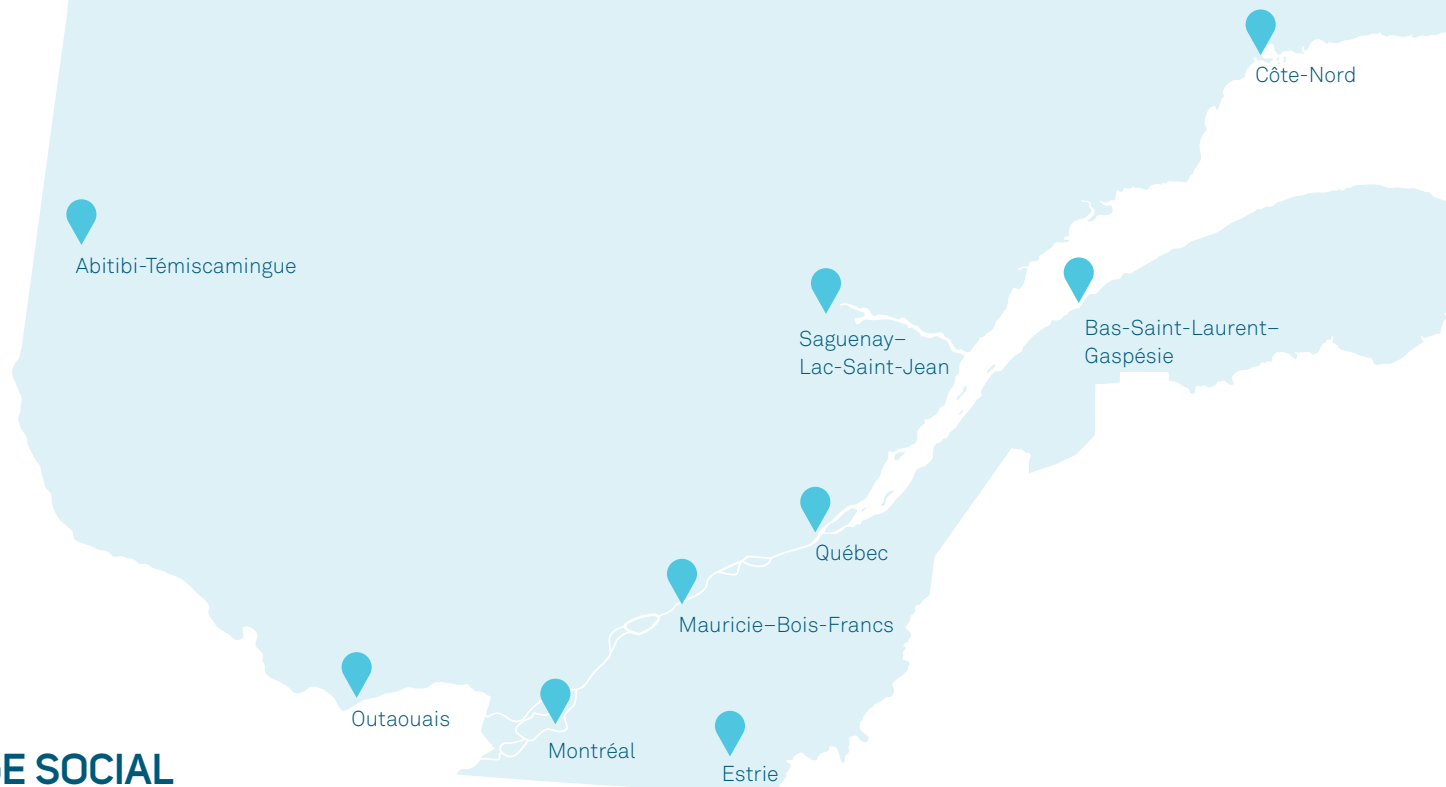 Côte-Nord
Abitibi-Témiscamingue
Saguenay–
Lac-Saint-Jean
Bas-Saint-Laurent–
Gaspésie
Québec
Mauricie–Bois-Francs
Outaouais
Montréal
Estrie
SOCIAL